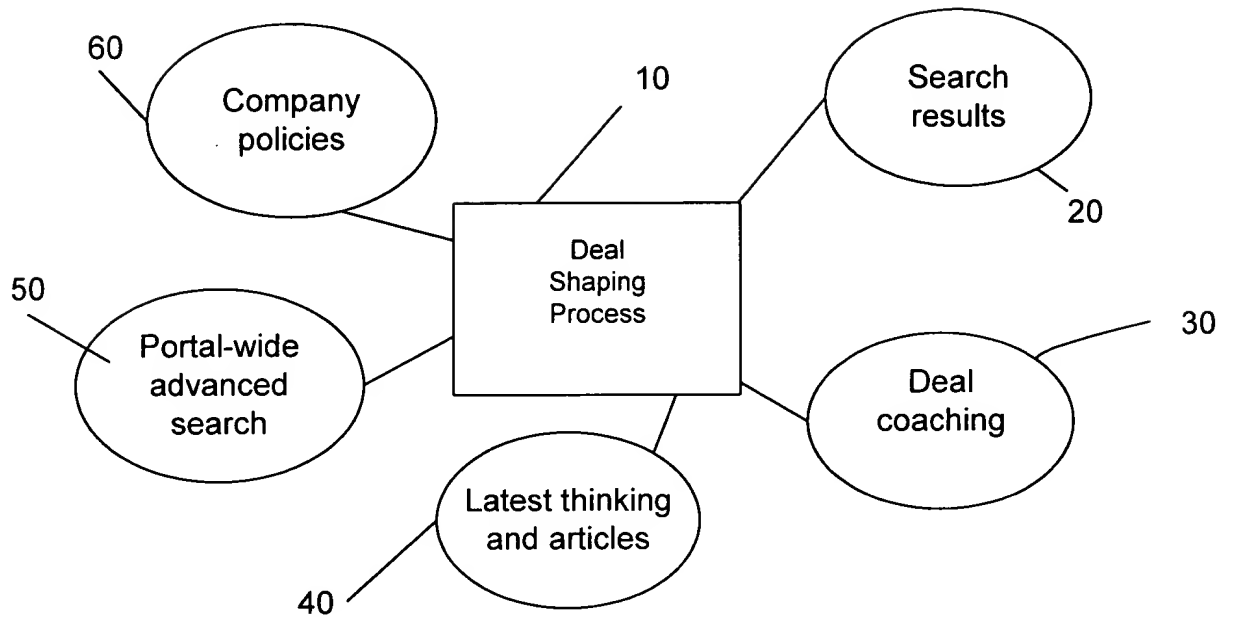 60
Company
policies
10
Search
results
20
Deal
Shaping
Process
50
Portal-wide
advanced
search
30
Deal
coaching
Latest thinking
and articles
40